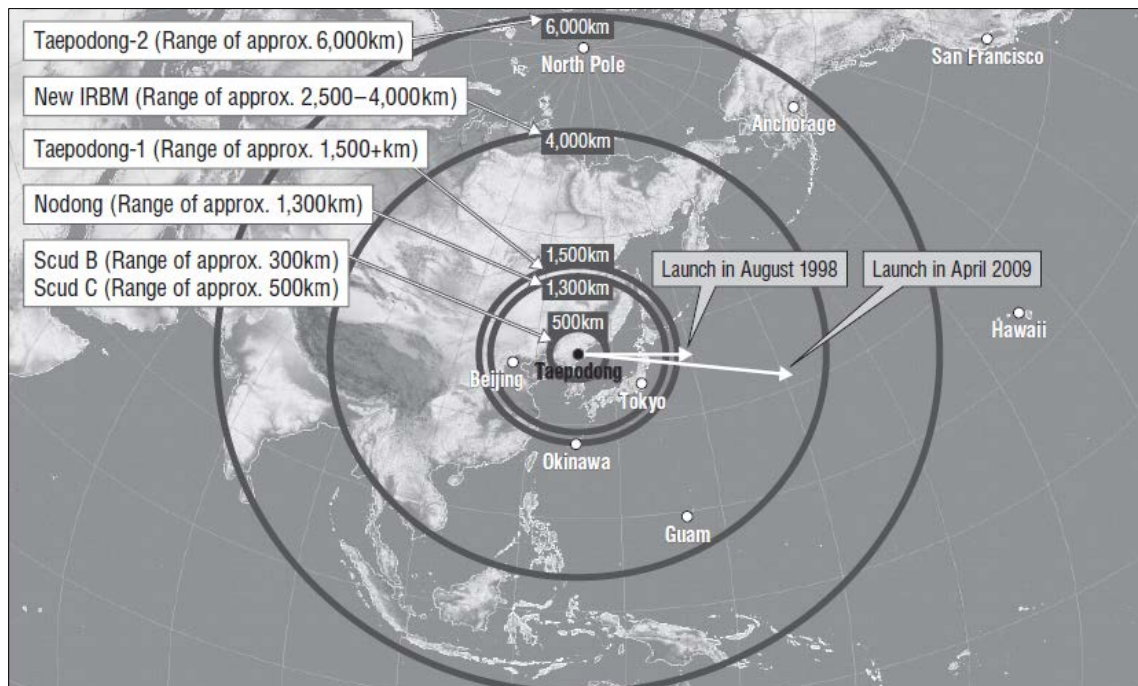 Taepodong-2 (Range of approx. 6,000km)
6,000km
North Pole
San Francisco
New IRBM (Range of approx. 2,500–4,000km)
Anchorage
4,000km
Taepodong-1 (Range of approx. 1,500+km)
Nodong (Range of approx. 1,300km)
1,500km
Scud B (Range of approx. 300km)
Scud C (Range of approx. 500km)
1,300km
Launch in August 1998
Launch in April 2009
500km
Hawaii
Beijing
Taepodong
Tokyo
Okinawa
Guam